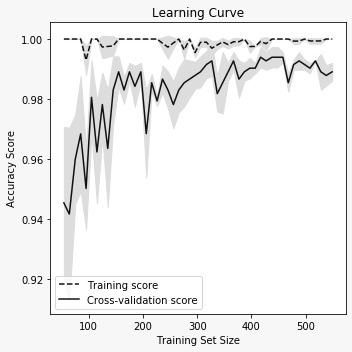 Learning Curve
1.00
0.98
0.96
0.94
0.92
Accuracy Score
Training score
Cross-validation score
100
200
300
400
500
Training Set Size